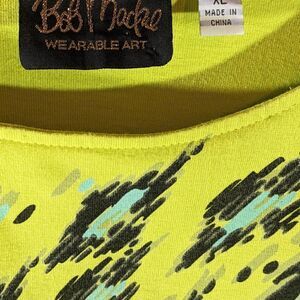 Bob Mackie
WEARABLE ART
XL
MADE IN
CHINA